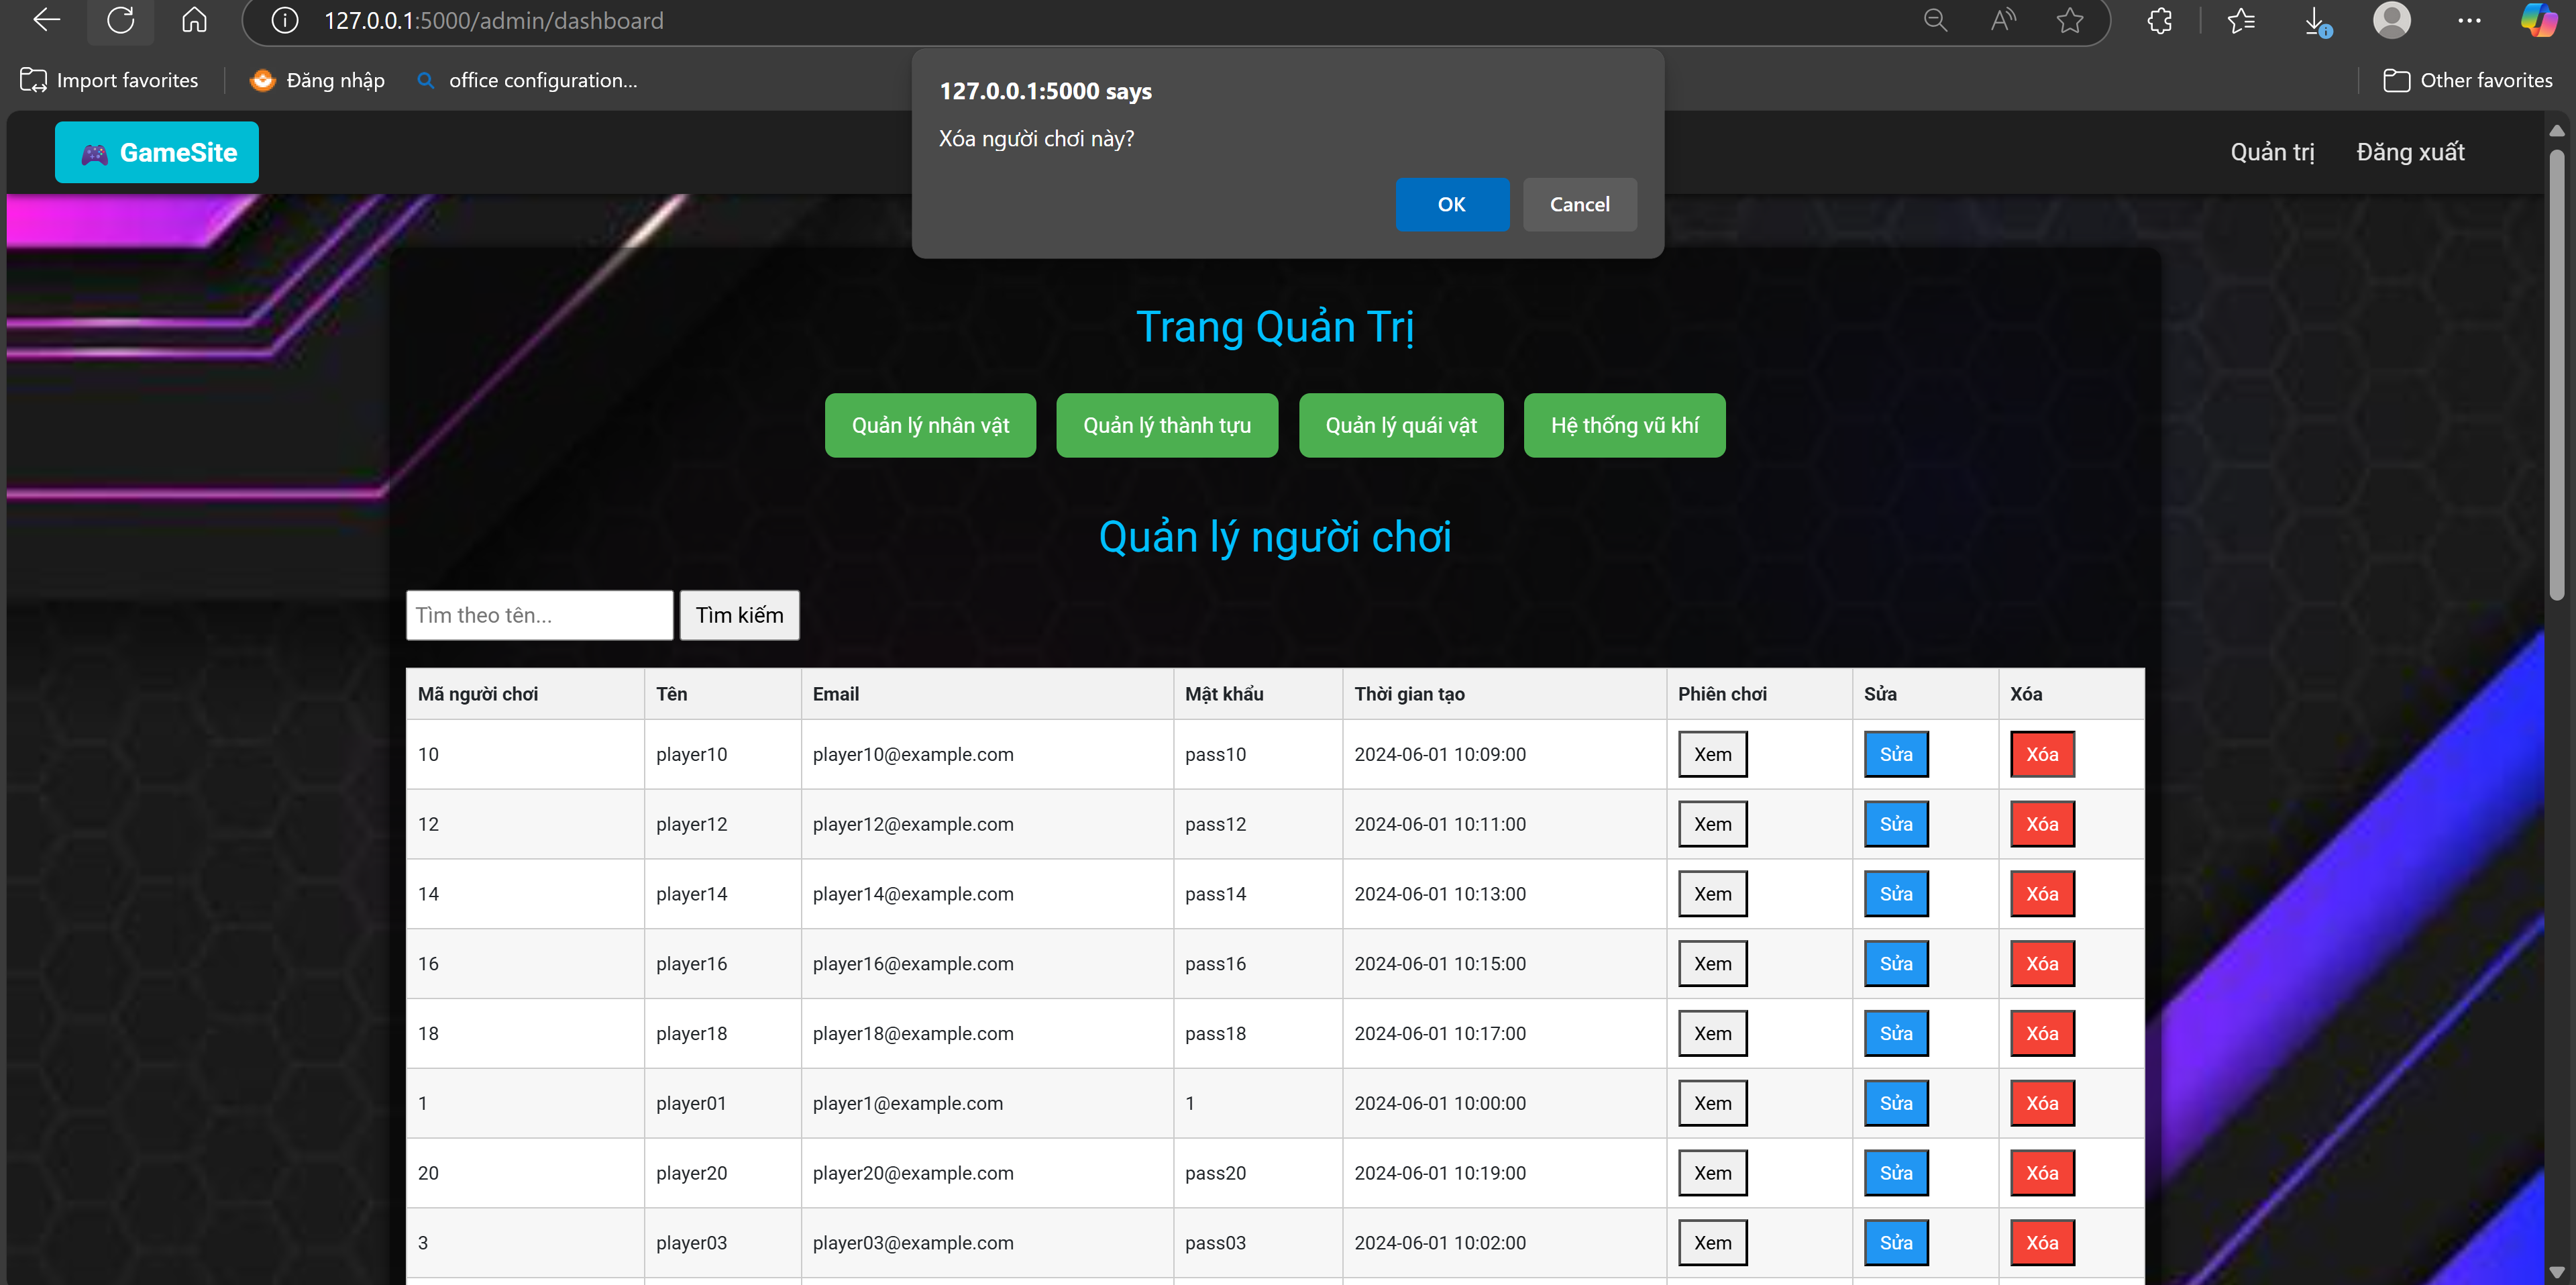 127.0.0.1:5000/admin/dashboard
Import favorites Đăng nhập office configuration... Other favorites
127.0.0.1:5000 says
Xóa người chơi này?
OK Cancel
🎮 GameSite Quản trị Đăng xuất
Trang Quản Trị
Quản lý nhân vật Quản lý thành tựu Quản lý quái vật Hệ thống vũ khí
Quản lý người chơi
Tìm theo tên... Tìm kiếm
Mã người chơi Tên Email Mật khẩu Thời gian tạo Phiên chơi Sửa Xóa
10 player10 player10@example.com pass10 2024-06-01 10:09:00 Xem Sửa Xóa
12 player12 player12@example.com pass12 2024-06-01 10:11:00 Xem Sửa Xóa
14 player14 player14@example.com pass14 2024-06-01 10:13:00 Xem Sửa Xóa
16 player16 player16@example.com pass16 2024-06-01 10:15:00 Xem Sửa Xóa
18 player18 player18@example.com pass18 2024-06-01 10:17:00 Xem Sửa Xóa
1 player01 player1@example.com 1 2024-06-01 10:00:00 Xem Sửa Xóa
20 player20 player20@example.com pass20 2024-06-01 10:19:00 Xem Sửa Xóa
3 player03 player03@example.com pass03 2024-06-01 10:02:00 Xem Sửa Xóa